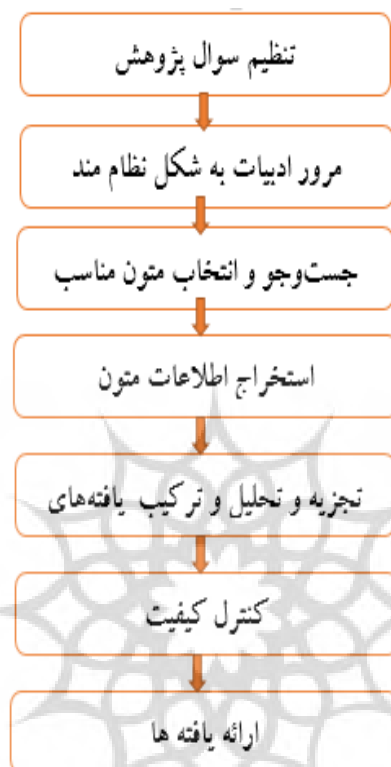 تنظیم سوال پژوهش
مرور ادبیات به شکل نظام مند
جست‌وجو و انتخاب متون مناسب
استخراج اطلاعات متون
تجزیه و تحلیل و ترکیب یافته‌های
کنترل کیفیت
ارائه یافته ها